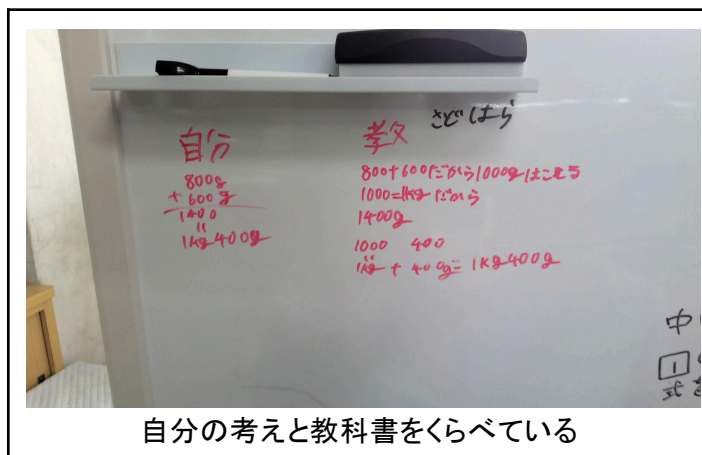 さどはら
自分
800g
+600g
1400
〃
1kg400g
教
800+600だから1000gはこえる
1000=1kgだから
1400g
1000 400
〃
1kg + 400g = 1kg400g
中
1
式
自分の考えと教科書をくらべている